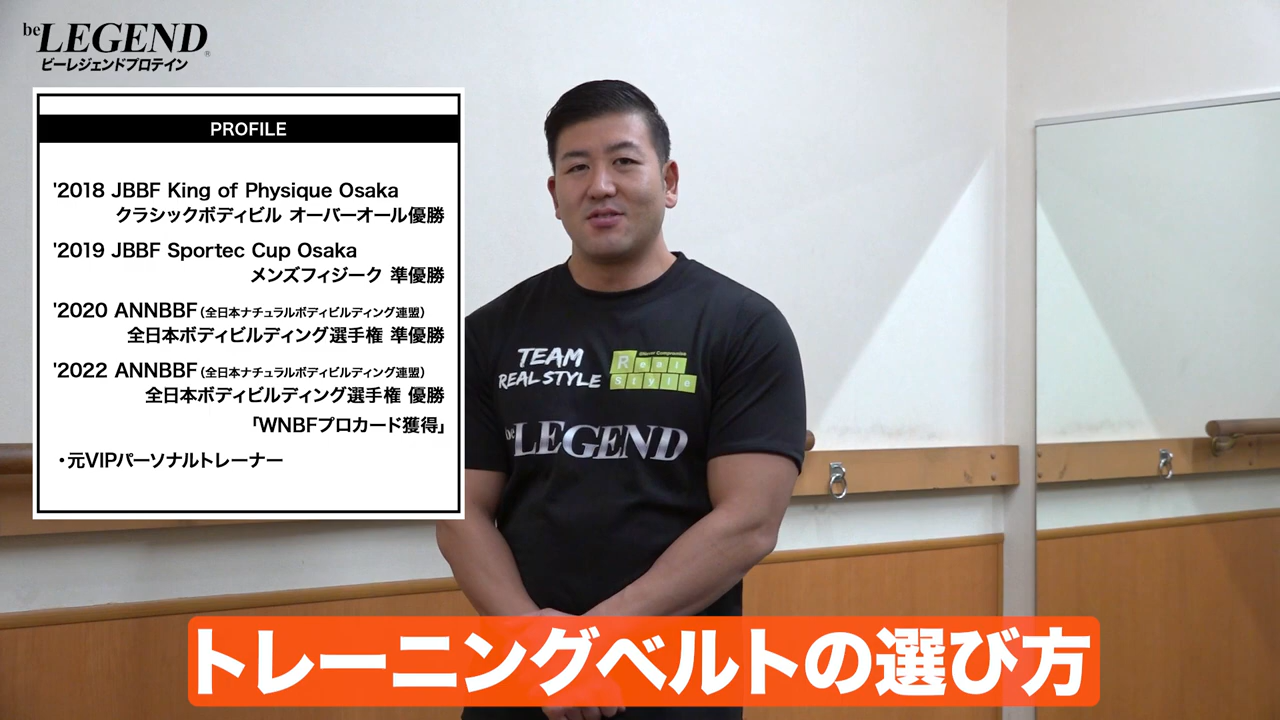 be LEGEND
ビーレジェンドプロテイン
PROFILE
'2018 JBBF King of Physique Osaka
クラシックボディビル オーバーオール優勝
'2019 JBBF Sportec Cup Osaka
メンズフィジーク 準優勝
'2020 ANNBBF（全日本ナチュラルボディビルディング連盟）
全日本ボディビルディング選手権 準優勝
'2022 ANNBBF（全日本ナチュラルボディビルディング連盟）
全日本ボディビルディング選手権 優勝
「WNBFプロカード獲得」
・元VIPパーソナルトレーナー
TEAM
REAL STYLE
Real
Style
be LEGEND
トレーニングベルトの選び方